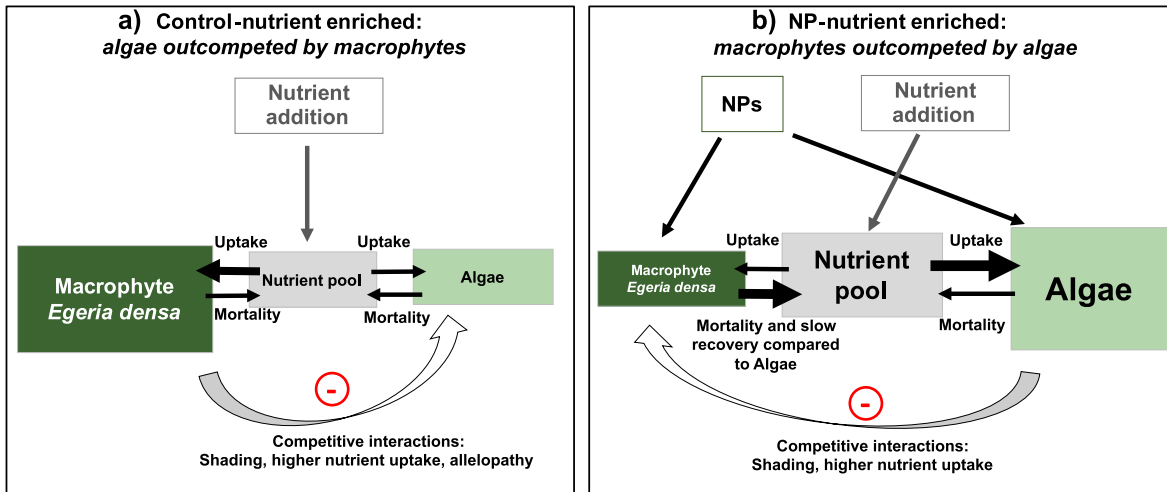 a) Control-nutrient enriched:
algae outcompeted by macrophytes
Nutrient
addition
Uptake
Uptake
Macrophyte
Egeria densa
Nutrient pool
Algae
Mortality
Mortality
-
Competitive interactions:
Shading, higher nutrient uptake, allelopathy
b) NP-nutrient enriched:
macrophytes outcompeted by algae
NPs
Nutrient
addition
Uptake
Uptake
Macrophyte
Egeria densa
Nutrient
pool
Algae
Mortality and slow
recovery compared
to Algae
Mortality
-
Competitive interactions:
Shading, higher nutrient uptake